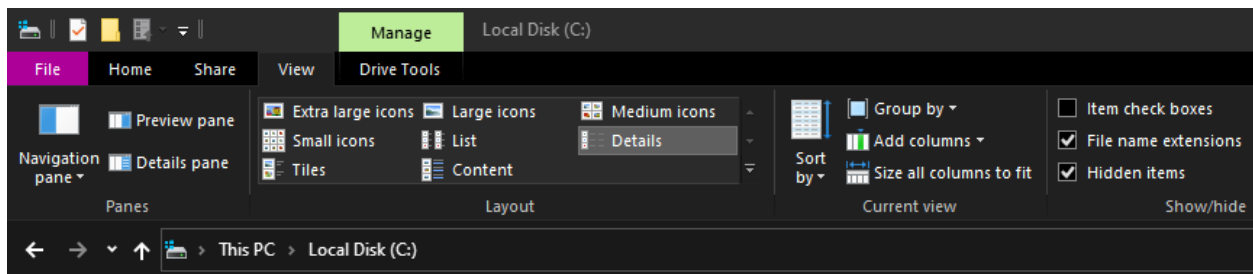 Manage
Local Disk (C:)
File
Home
Share
View
Drive Tools
Navigation
pane
Preview pane
Details pane
Panes
Extra large icons
Large icons
Medium icons
Small icons
List
Details
Tiles
Content
Layout
Sort
by
Group by
Add columns
Size all columns to fit
Current view
Item check boxes
File name extensions
Hidden items
Show/hide
This PC > Local Disk (C:)